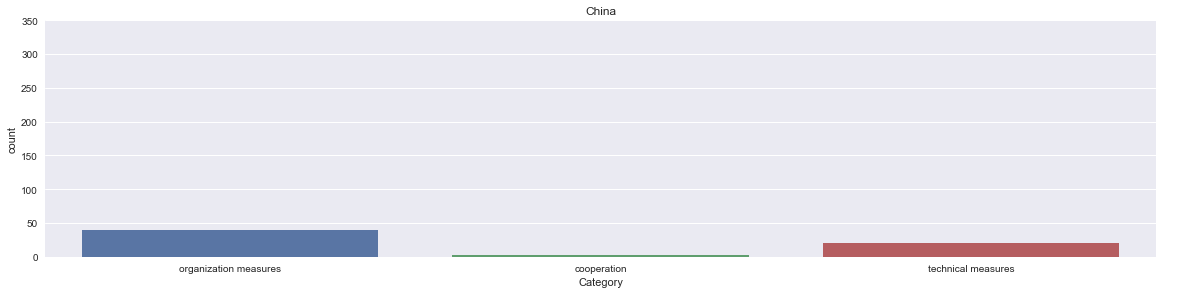 China
350
300
250
200
150
100
50
0
count
organization measures
cooperation
technical measures
Category